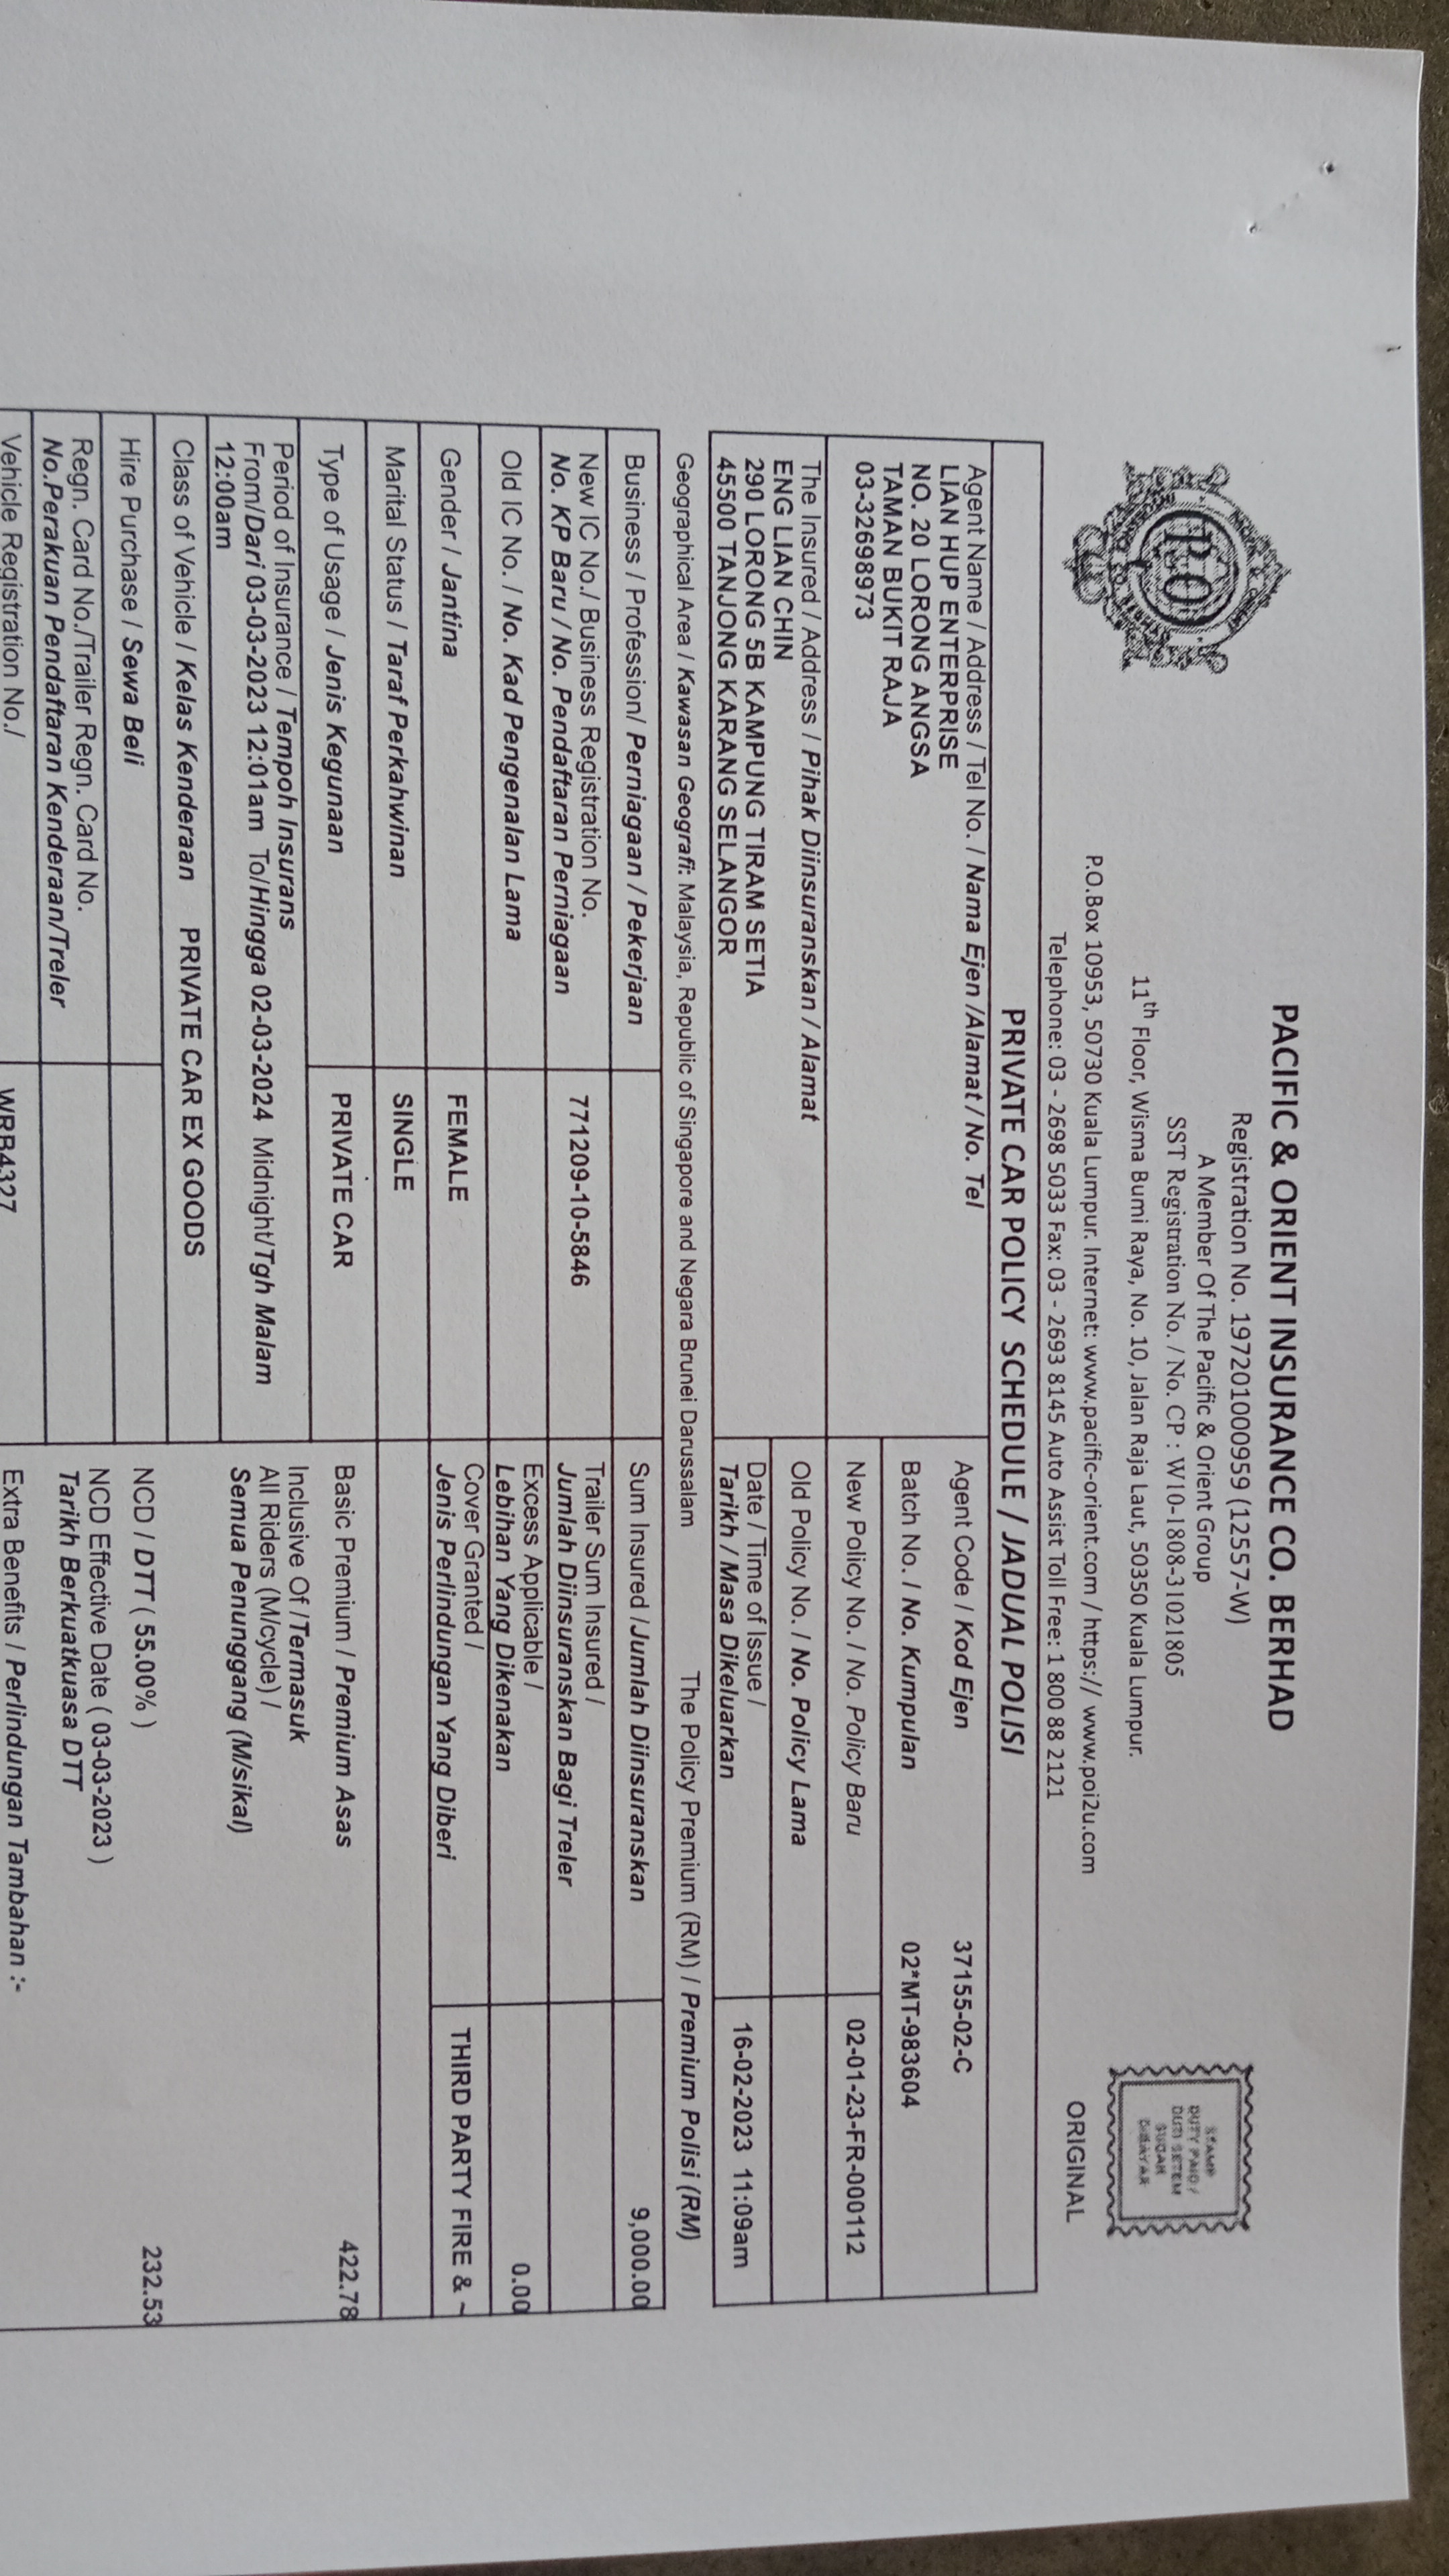 P.O
PACIFIC & ORIENT INSURANCE CO. BERHAD
Registration No. 197201000959 (12557-W)
A Member Of The Pacific & Orient Group
SST Registration No. / No. CP : W10-1808-31021805
11th Floor, Wisma Bumi Raya, No. 10, Jalan Raja Laut, 50350 Kuala Lumpur.
P.O.Box 10953, 50730 Kuala Lumpur. Internet: www.pacific-orient.com / https:// www.poi2u.com
Telephone: 03 - 2698 5033 Fax: 03 - 2693 8145 Auto Assist Toll Free: 1 800 88 2121
STAMP
DUTY PAID /
DUTI SETEM
SUDAH
DIBAYAR
ORIGINAL
PRIVATE CAR POLICY SCHEDULE / JADUAL POLISI
Agent Name / Address / Tel No. / Nama Ejen /Alamat / No. Tel
LIAN HUP ENTERPRISE
NO. 20 LORONG ANGSA
TAMAN BUKIT RAJA
03-32698973
Agent Code / Kod Ejen 37155-02-C
Batch No. / No. Kumpulan 02*MT-983604
New Policy No. / No. Policy Baru 02-01-23-FR-000112
The Insured / Address / Pihak Diinsuranskan / Alamat
ENG LIAN CHIN
290 LORONG 5B KAMPUNG TIRAM SETIA
45500 TANJONG KARANG SELANGOR
Old Policy No. / No. Policy Lama
Date / Time of Issue /
Tarikh / Masa Dikeluarkan 16-02-2023 11:09am
Geographical Area / Kawasan Geografi: Malaysia, Republic of Singapore and Negara Brunei Darussalam
The Policy Premium (RM) / Premium Polisi (RM)
Business / Profession/ Perniagaan / Pekerjaan
Sum Insured /Jumlah Diinsuranskan 9,000.00
New IC No./ Business Registration No.
No. KP Baru / No. Pendaftaran Perniagaan 771209-10-5846
Trailer Sum Insured /
Jumlah Diinsuranskan Bagi Treler
Old IC No. / No. Kad Pengenalan Lama
Excess Applicable /
Lebihan Yang Dikenakan 0.00
Gender / Jantina FEMALE
Cover Granted /
Jenis Perlindungan Yang Diberi THIRD PARTY FIRE & ~
Marital Status / Taraf Perkahwinan SINGLE
Type of Usage / Jenis Kegunaan PRIVATE CAR
Basic Premium / Premium Asas 422.78
Period of Insurance / Tempoh Insurans
From/Dari 03-03-2023 12:01am To/Hingga 02-03-2024 Midnight/Tgh Malam
12:00am
Inclusive Of /Termasuk
All Riders (M/cycle) /
Semua Penunggang (M/sikal)
Class of Vehicle / Kelas Kenderaan PRIVATE CAR EX GOODS
Hire Purchase / Sewa Beli
NCD / DTT ( 55.00% ) 232.53
Regn. Card No./Trailer Regn. Card No.
No.Perakuan Pendaftaran Kenderaan/Treler
NCD Effective Date ( 03-03-2023 )
Tarikh Berkuatkuasa DTT
Vehicle Registration No./ WRB4327
Extra Benefits / Perlindungan Tambahan :-